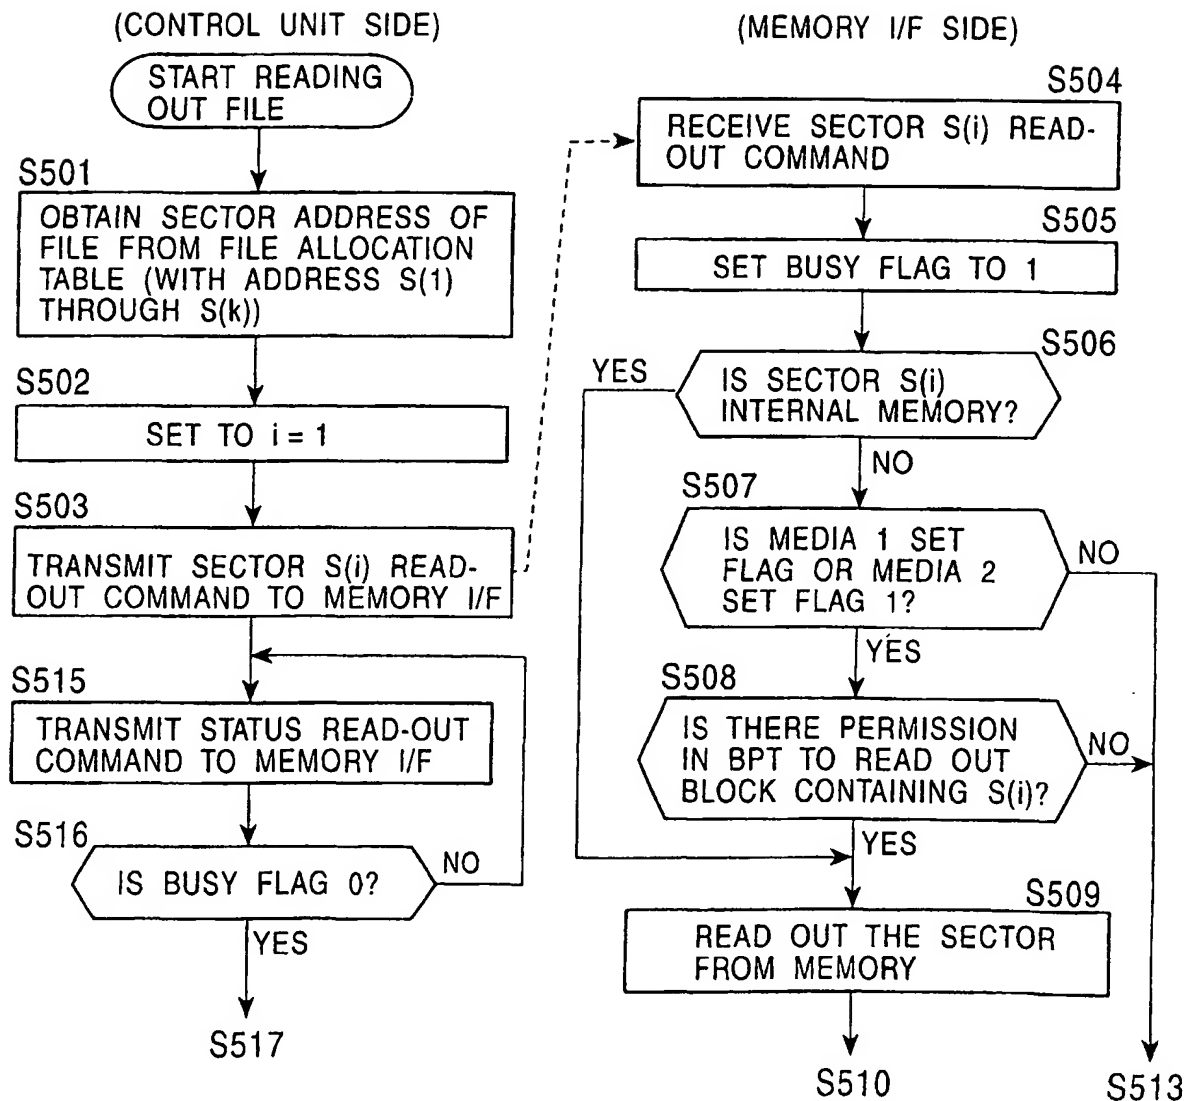 (CONTROL UNIT SIDE)
START READING
OUT FILE
S501
OBTAIN SECTOR ADDRESS OF
FILE FROM FILE ALLOCATION
TABLE (WITH ADDRESS S(1)
THROUGH S(k))
S502
SET TO i = 1
S503
TRANSMIT SECTOR S(i) READ-
OUT COMMAND TO MEMORY I/F
S515
TRANSMIT STATUS READ-OUT
COMMAND TO MEMORY I/F
S516
IS BUSY FLAG 0?
NO
YES
S517
(MEMORY I/F SIDE)
S504
RECEIVE SECTOR S(i) READ-
OUT COMMAND
S505
SET BUSY FLAG TO 1
S506
YES
IS SECTOR S(i)
INTERNAL MEMORY?
NO
S507
IS MEDIA 1 SET
FLAG OR MEDIA 2
SET FLAG 1?
NO
YES
S508
IS THERE PERMISSION
IN BPT TO READ OUT
BLOCK CONTAINING S(i)?
NO
YES
S509
READ OUT THE SECTOR
FROM MEMORY
S510
S513